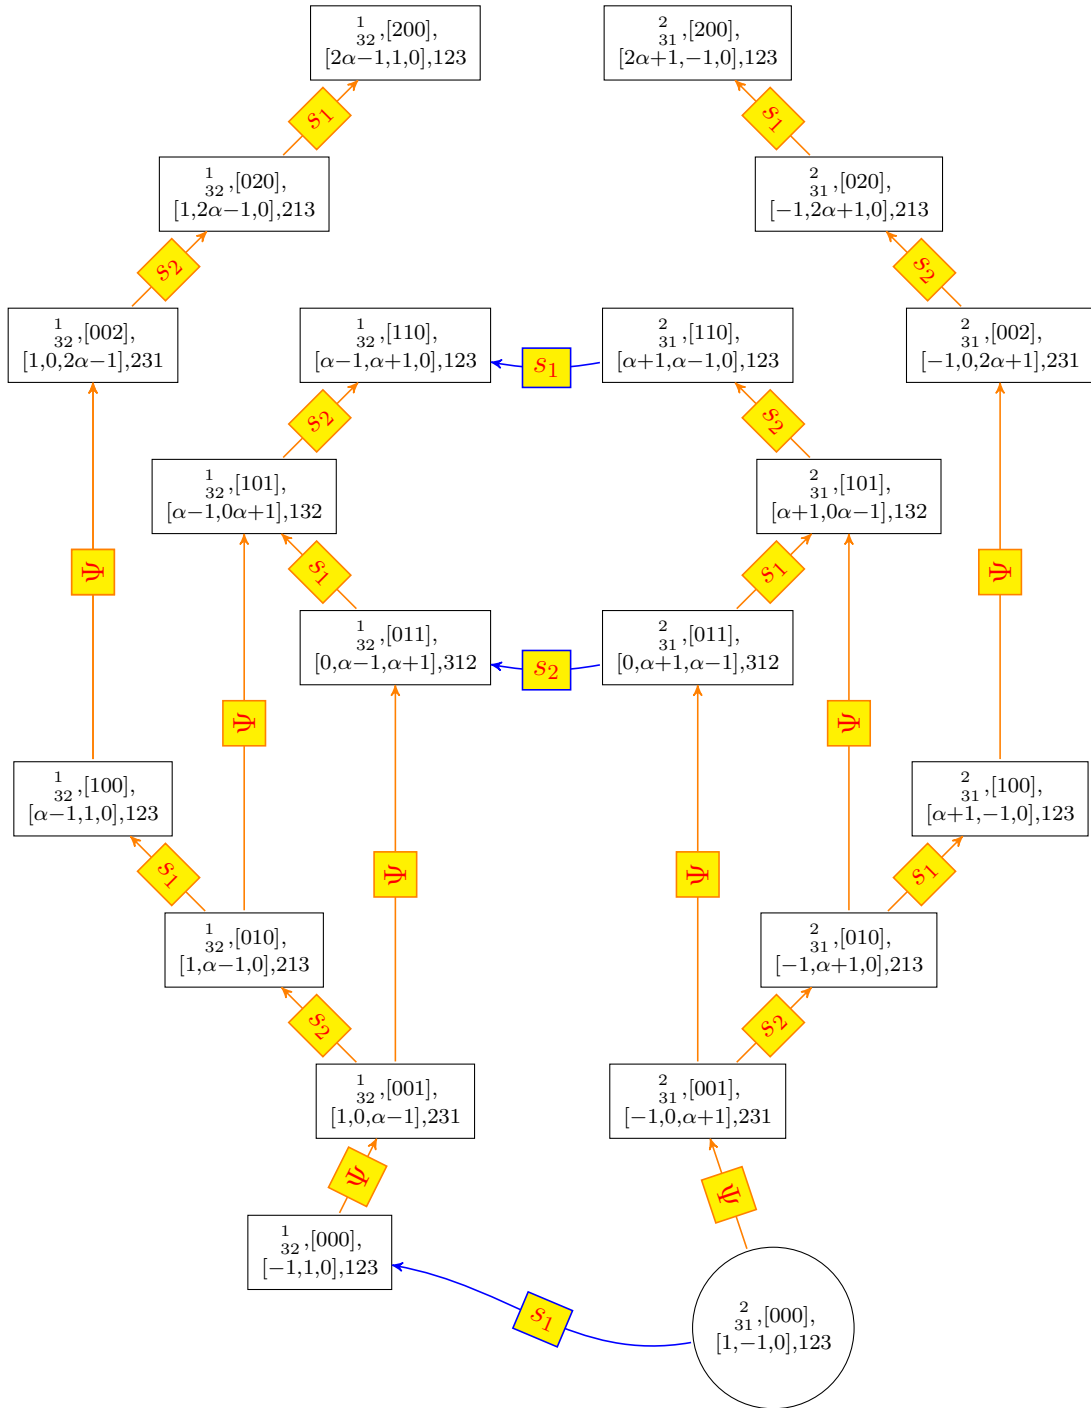 1
32,[200],
[2α−1,1,0],123
2
31,[200],
[2α+1,−1,0],123
s1
s1
1
32,[020],
[1,2α−1,0],213
2
31,[020],
[−1,2α+1,0],213
s2
s2
1
32,[002],
[1,0,2α−1],231
1
32,[110],
[α−1,α+1,0],123
s1
2
31,[110],
[α+1,α−1,0],123
2
31,[002],
[−1,0,2α+1],231
s2
s2
1
32,[101],
[α−1,0α+1],132
2
31,[101],
[α+1,0α−1],132
Ψ
s1
s1
Ψ
1
32,[011],
[0,α−1,α+1],312
s2
2
31,[011],
[0,α+1,α−1],312
Ψ
Ψ
1
32,[100],
[α−1,1,0],123
2
31,[100],
[α+1,−1,0],123
s1
Ψ
Ψ
s1
1
32,[010],
[1,α−1,0],213
2
31,[010],
[−1,α+1,0],213
s2
s2
1
32,[001],
[1,0,α−1],231
2
31,[001],
[−1,0,α+1],231
Ψ
Ψ
1
32,[000],
[−1,1,0],123
s1
2
31,[000],
[1,−1,0],123